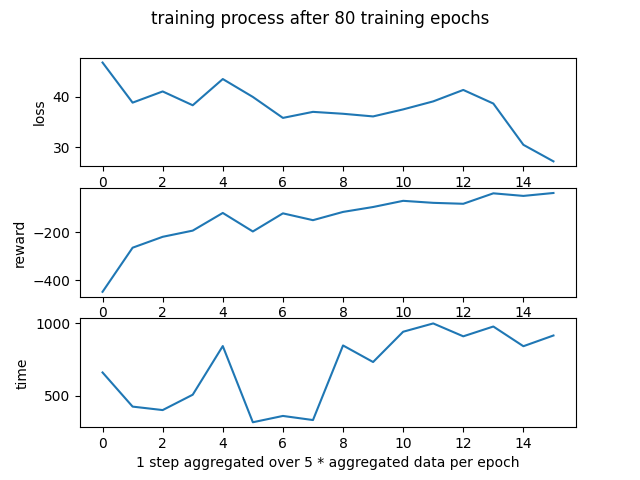 training process after 80 training epochs
40
30
loss
0 2 4 6 8 10 12 14
−200
−400
reward
0 2 4 6 8 10 12 14
1000
500
time
0 2 4 6 8 10 12 14
1 step aggregated over 5 * aggregated data per epoch